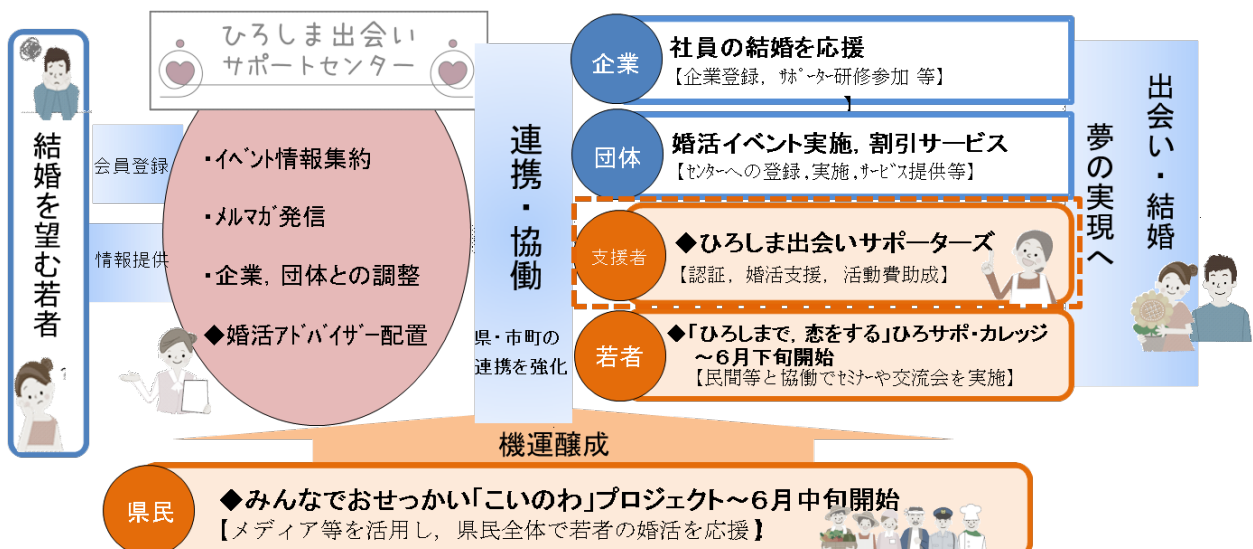 結婚を望む若者
ひろしま出会い
サポートセンター
会員登録
情報提供
・ｲﾍﾞﾝﾄ情報集約
・ﾒﾙﾏｶﾞ発信
・企業，団体との調整
◆婚活ｱﾄﾞﾊﾞｲｻﾞｰ配置
連携・協働
県・市町の
連携を強化
企業
社員の結婚を応援
【企業登録，ｻﾎﾟｰﾀｰ研修参加 等】
】
団体
婚活イベント実施，割引サービス
【ｾﾝﾀｰへの登録，実施，ｻｰﾋﾞｽ提供等】
支援者
◆ひろしま出会いサポーターズ
【認証，婚活支援，活動費助成】
若者
◆「ひろしまで，恋をする」ひろサポ・カレッジ
～６月下旬開始
【民間等と協働でｾﾐﾅｰや交流会を実施】
出会い・結婚
夢の実現へ
機運醸成
県民
◆みんなでおせっかい「こいのわ」プロジェクト～６月中旬開始
【メディア等を活用し，県民全体で若者の婚活を応援】